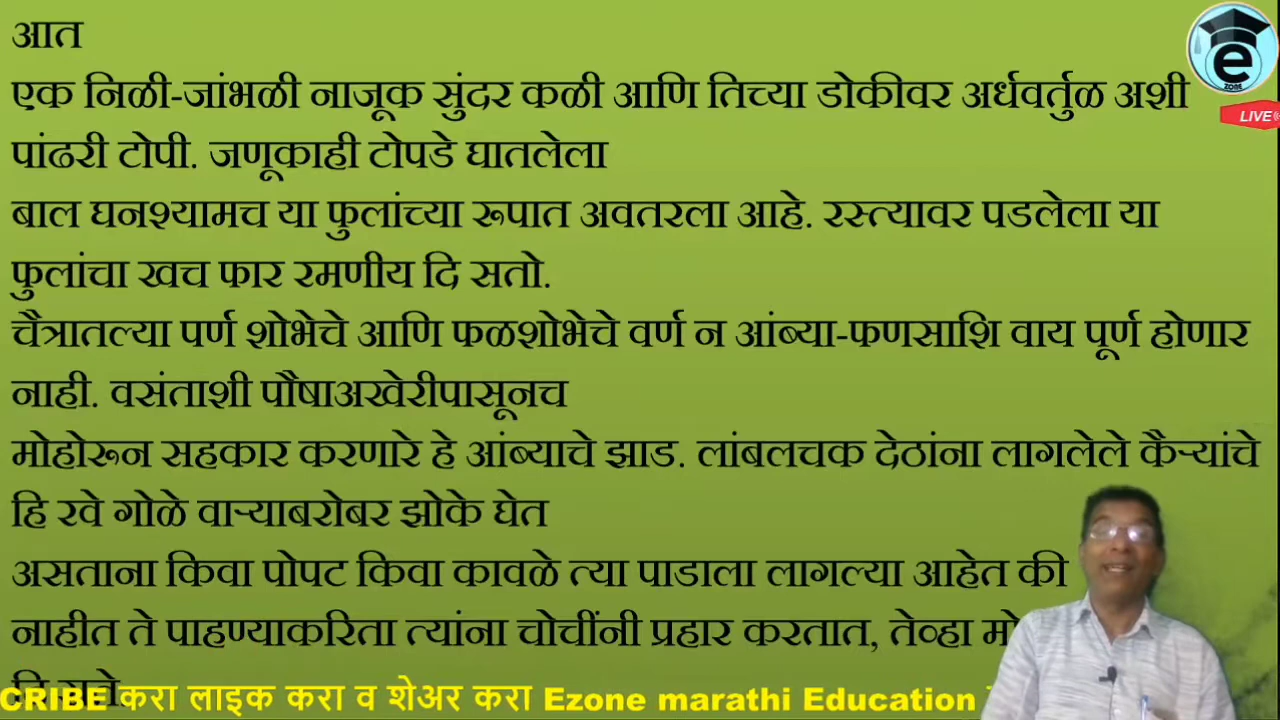 आत
एक निळी-जांभळी नाजूक सुंदर कळी आणि तिच्या डोकीवर अर्धवर्तुळ अशी
पांढरी टोपी. जणूकाही टोपडे घातलेला
बाल घनश्यामच या फुलांच्या रूपात अवतरला आहे. रस्त्यावर पडलेला या
फुलांचा खच फार रमणीय दि सतो.
चैत्रातल्या पर्ण शोभेचे आणि फळशोभेचे वर्ण न आंब्या-फणसाशि वाय पूर्ण होणार
नाही. वसंताशी पौषाअखेरीपासूनच
मोहोरून सहकार करणारे हे आंब्याचे झाड. लांबलचक देठांना लागलेले कैऱ्यांचे
हि रवे गोळे वाऱ्याबरोबर झोके घेत
असताना किवा पोपट किवा कावळे त्या पाडाला लागल्या आहेत की
नाहीत ते पाहण्याकरिता त्यांना चोचींनी प्रहार करतात, तेव्हा
CRIBE करा लाइक करा व शेअर करा Ezone marathi Education
e
ZONE
LIVE